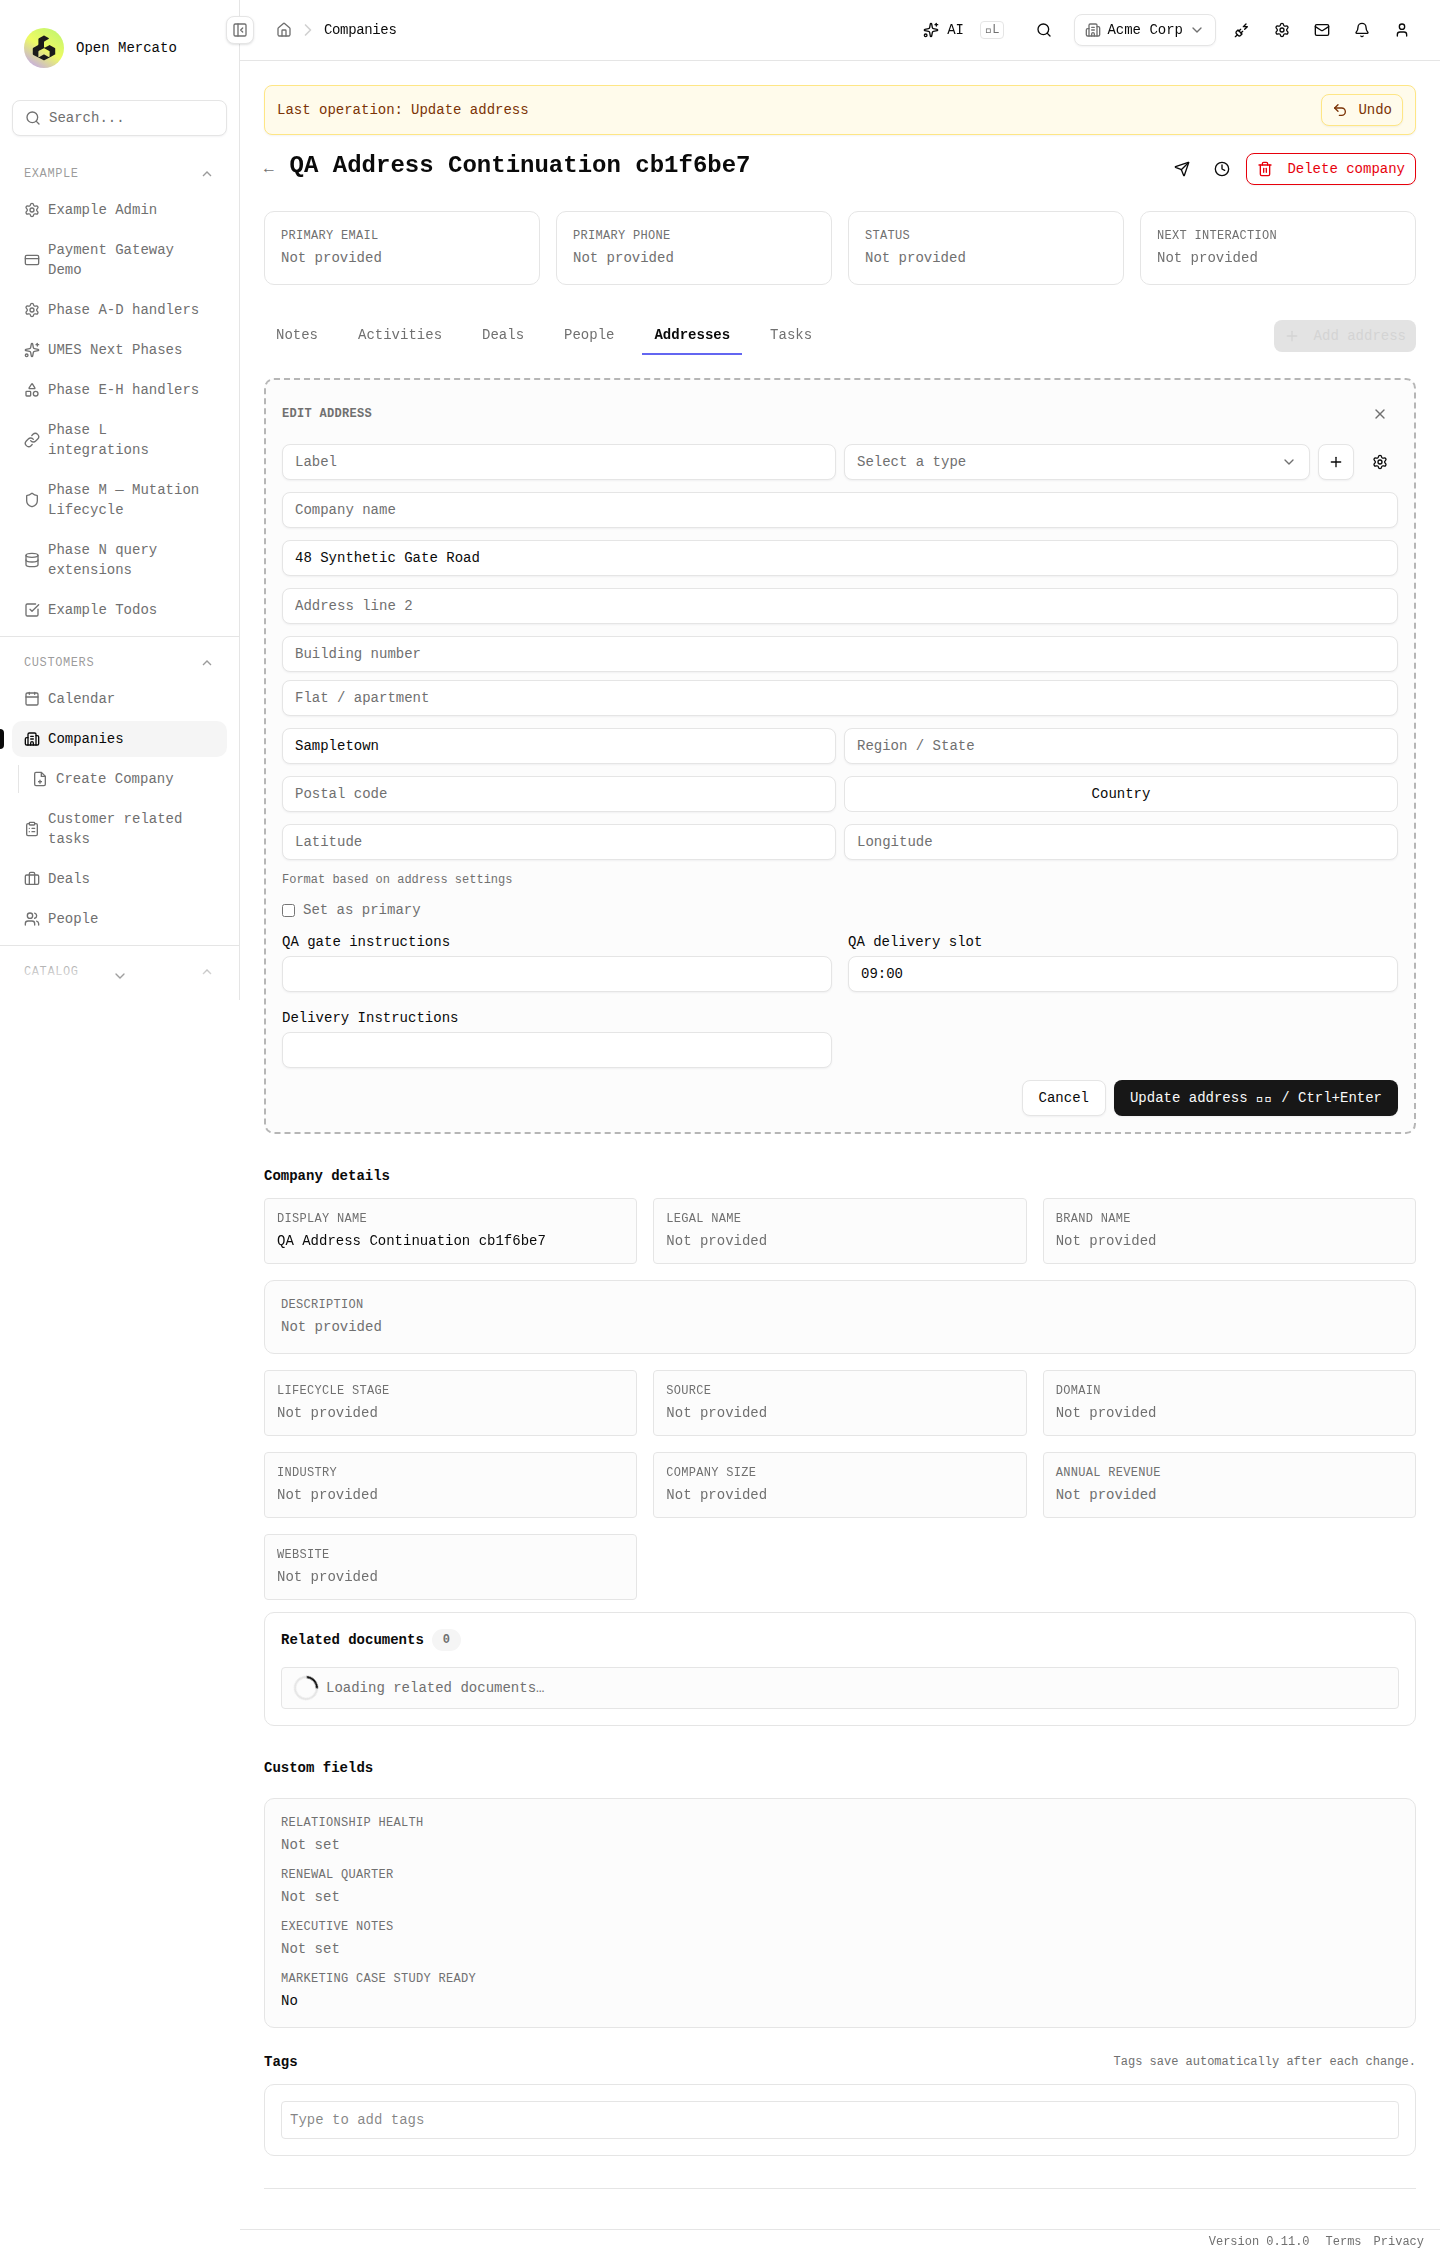 Open Mercato
Companies
AI
L
Acme Corp
Search...
EXAMPLE
Example Admin
Payment Gateway
Demo
Phase A-D handlers
UMES Next Phases
Phase E-H handlers
Phase L
integrations
Phase M — Mutation
Lifecycle
Phase N query
extensions
Example Todos
CUSTOMERS
Calendar
Companies
Create Company
Customer related
tasks
Deals
People
CATALOG
Last operation: Update address
Undo
← QA Address Continuation cb1f6be7
Delete company
PRIMARY EMAIL
Not provided
PRIMARY PHONE
Not provided
STATUS
Not provided
NEXT INTERACTION
Not provided
Notes
Activities
Deals
People
Addresses
Tasks
Add address
EDIT ADDRESS
Label
Select a type
Company name
48 Synthetic Gate Road
Address line 2
Building number
Flat / apartment
Sampletown
Region / State
Postal code
Country
Latitude
Longitude
Format based on address settings
Set as primary
QA gate instructions
QA delivery slot
09:00
Delivery Instructions
Cancel
Update address / Ctrl+Enter
Company details
DISPLAY NAME
QA Address Continuation cb1f6be7
LEGAL NAME
Not provided
BRAND NAME
Not provided
DESCRIPTION
Not provided
LIFECYCLE STAGE
Not provided
SOURCE
Not provided
DOMAIN
Not provided
INDUSTRY
Not provided
COMPANY SIZE
Not provided
ANNUAL REVENUE
Not provided
WEBSITE
Not provided
Related documents 0
Loading related documents…
Custom fields
RELATIONSHIP HEALTH
Not set
RENEWAL QUARTER
Not set
EXECUTIVE NOTES
Not set
MARKETING CASE STUDY READY
No
Tags
Tags save automatically after each change.
Type to add tags
Version 0.11.0
Terms
Privacy